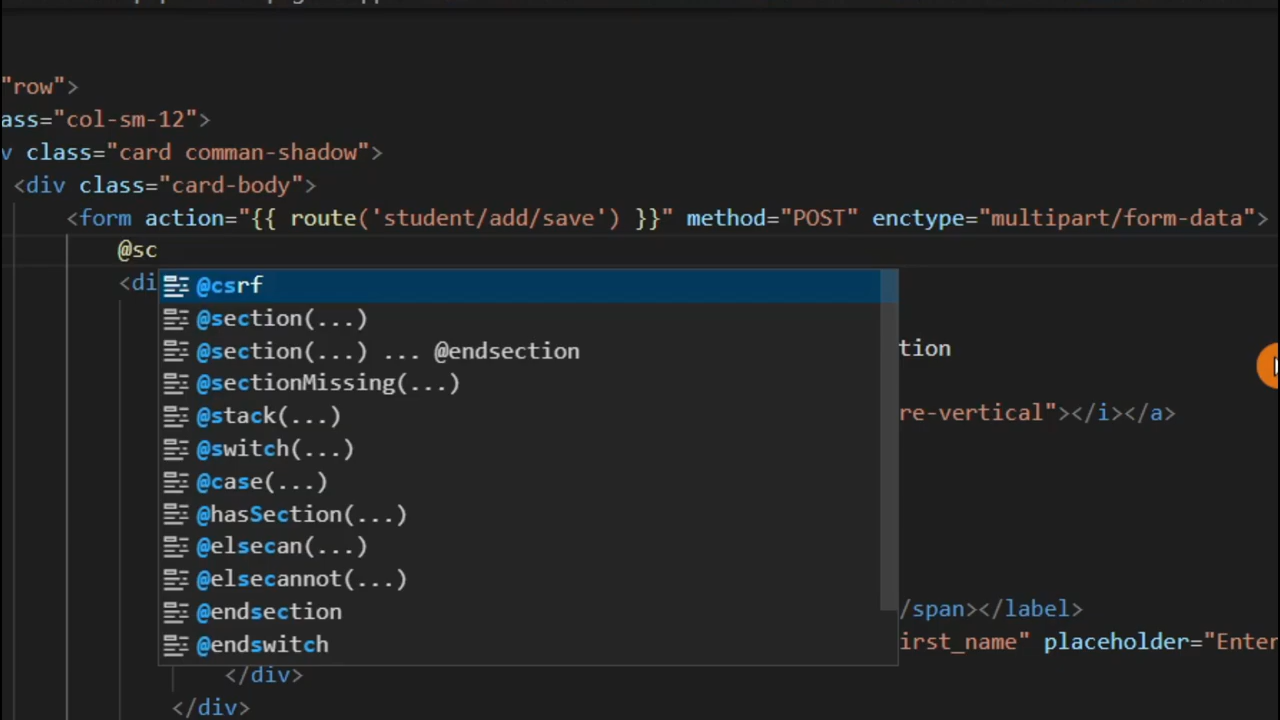 "row">
ass="col-sm-12">
v class="card comman-shadow">
<div class="card-body">
<form action="{{ route('student/add/save') }}" method="POST" enctype="multipart/form-data">
@sc
<di
@csrf
@section(...)
@section(...) ... @endsection
tion
@sectionMissing(...)
@stack(...)
re-vertical"></i></a>
@switch(...)
@case(...)
@hasSection(...)
@elsecan(...)
@elsecannot(...)
@endsection
/span></label>
@endswitch
irst_name" placeholder="Enter
</div>
</div>